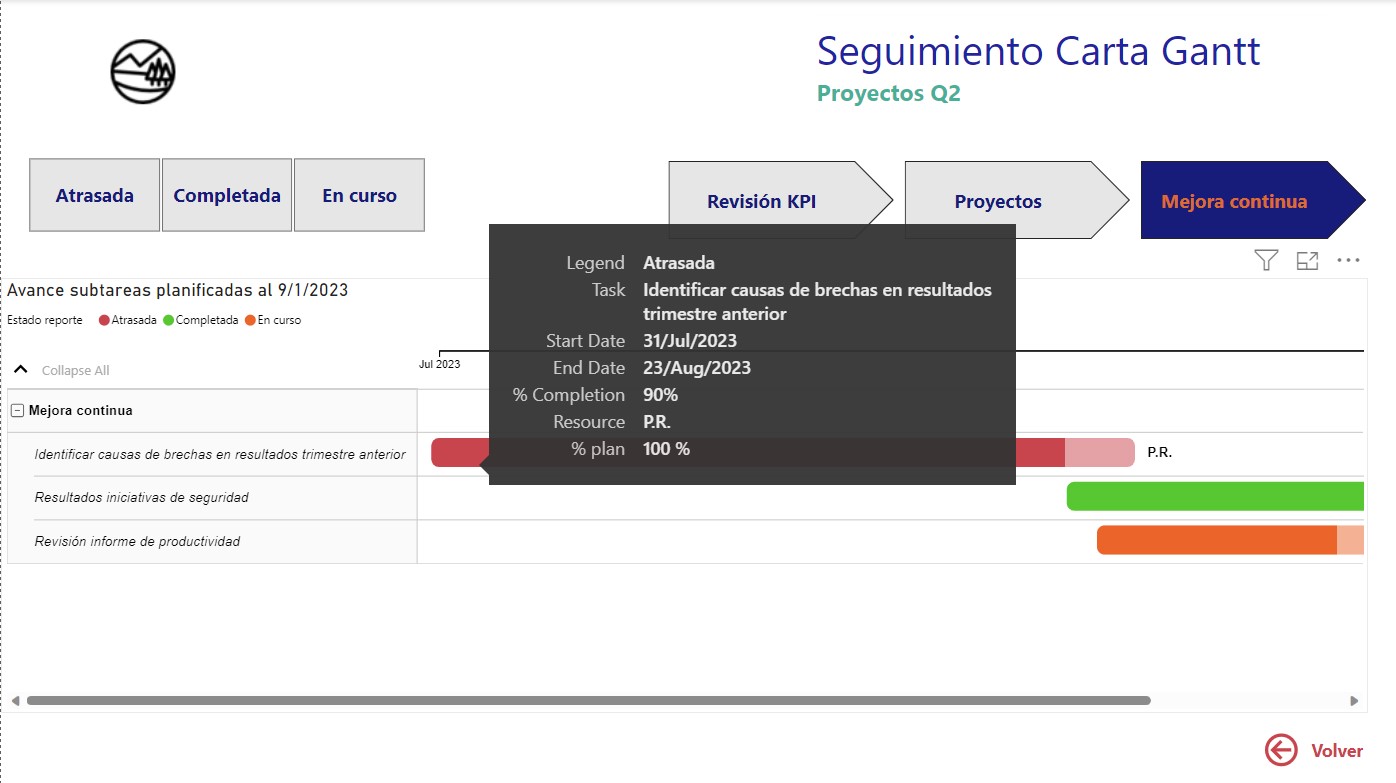 Seguimiento Carta Gantt
Proyectos Q2
Atrasada
Completada
En curso
Revisión KPI
Proyectos
Mejora continua
Legend Atrasada
Task Identificar causas de brechas en resultados
trimestre anterior
Start Date 31/Jul/2023
End Date 23/Aug/2023
% Completion 90%
Resource P.R.
% plan 100 %
Avance subtareas planificadas al 9/1/2023
Estado reporte Atrasada Completada En curso
Jul 2023
Collapse All
Mejora continua
Identificar causas de brechas en resultados trimestre anterior
P.R.
Resultados iniciativas de seguridad
Revisión informe de productividad
Volver